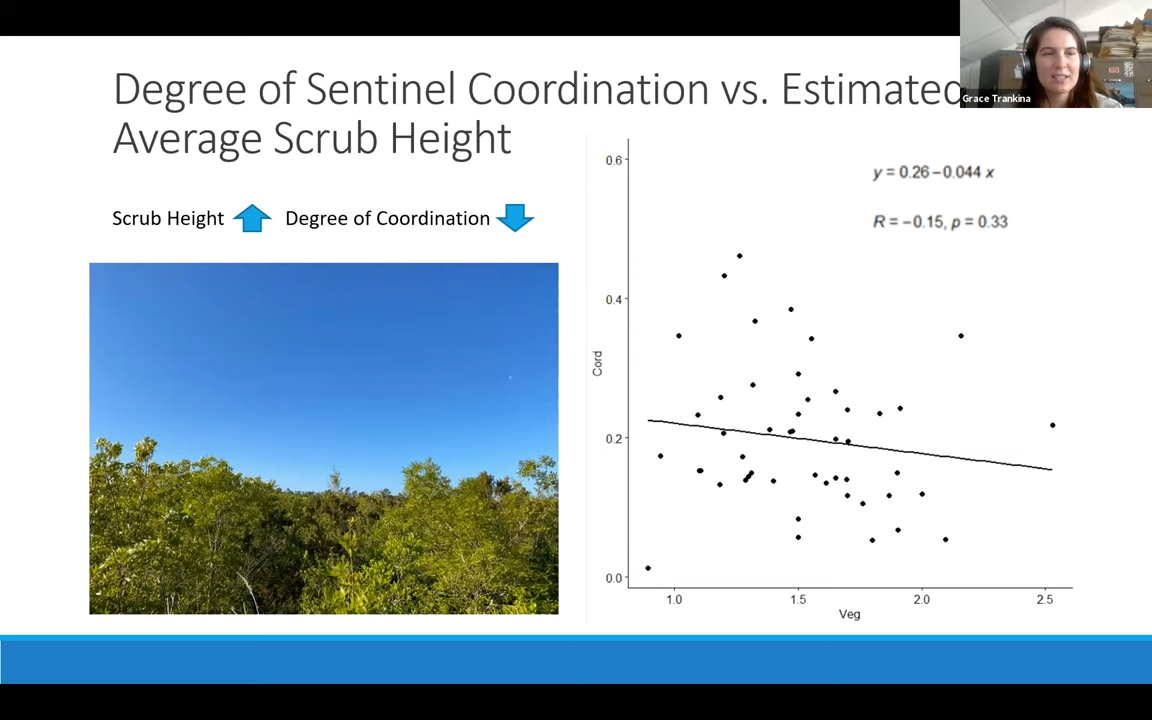 Degree of Sentinel Coordination vs. Estimated
Average Scrub Height
Grace Trankina
Scrub Height
Degree of Coordination
y = 0.26 − 0.044 x
R = −0.15, p = 0.33
0.6
0.4
0.2
0.0
Cord
1.0
1.5
2.0
2.5
Veg